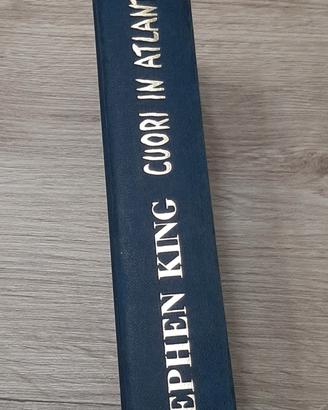 EPHEN KING CUORI IN ATLANT